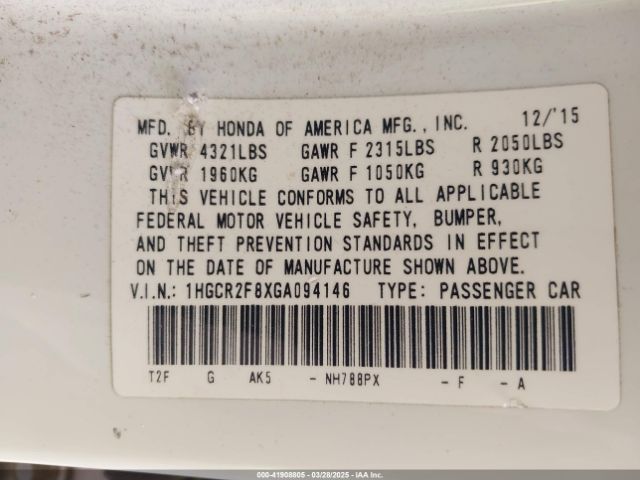 MFD. BY HONDA OF AMERICA MFG., INC. 12/'15
GVWR 4321LBS GAWR F 2315LBS R 2050LBS
GVWR 1960KG GAWR F 1050KG R 930KG
THIS VEHICLE CONFORMS TO ALL APPLICABLE
FEDERAL MOTOR VEHICLE SAFETY, BUMPER,
AND THEFT PREVENTION STANDARDS IN EFFECT
ON THE DATE OF MANUFACTURE SHOWN ABOVE.
V.I.N.: 1HGCR2F8XGA094146 TYPE: PASSENGER CAR
T2F G AK5 - NH788PX - F - A
000-41908805 - 03/28/2025 - IAA Inc.